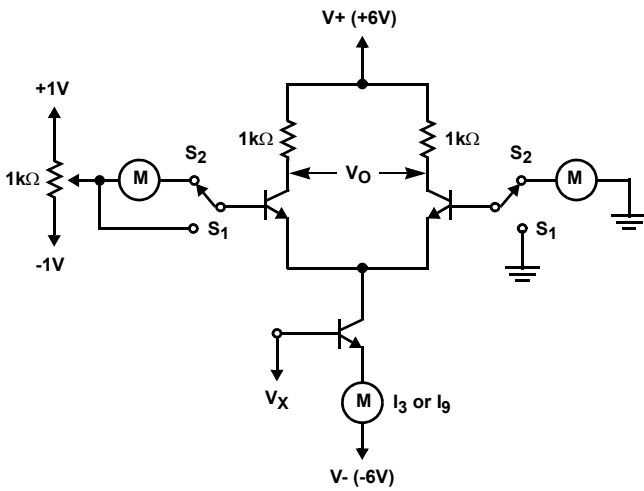 V+ (+6V)
+1V
1kΩ
-1V
M
S2
S1
1kΩ
VO
1kΩ
S2
M
S1
VX
M
I3 or I9
V- (-6V)